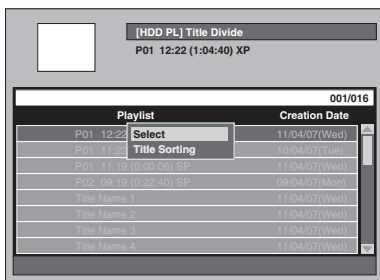 [HDD PL] Title Divide
P01 12:22 (1:04:40) XP
001/016
Playlist Creation Date
P01 12:22 11/04/07(Wed)
Select
P01 11:22 10/04/07(Tue)
Title Sorting
P01 11:19 (0:00:06) SP 11/04/07(Wed)
P02 09:19 (0:22:40) SP 09/04/07(Mon)
Title Name 1 11/04/07(Wed)
Title Name 2 11/04/07(Wed)
Title Name 3 11/04/07(Wed)
Title Name 4 11/04/07(Wed)